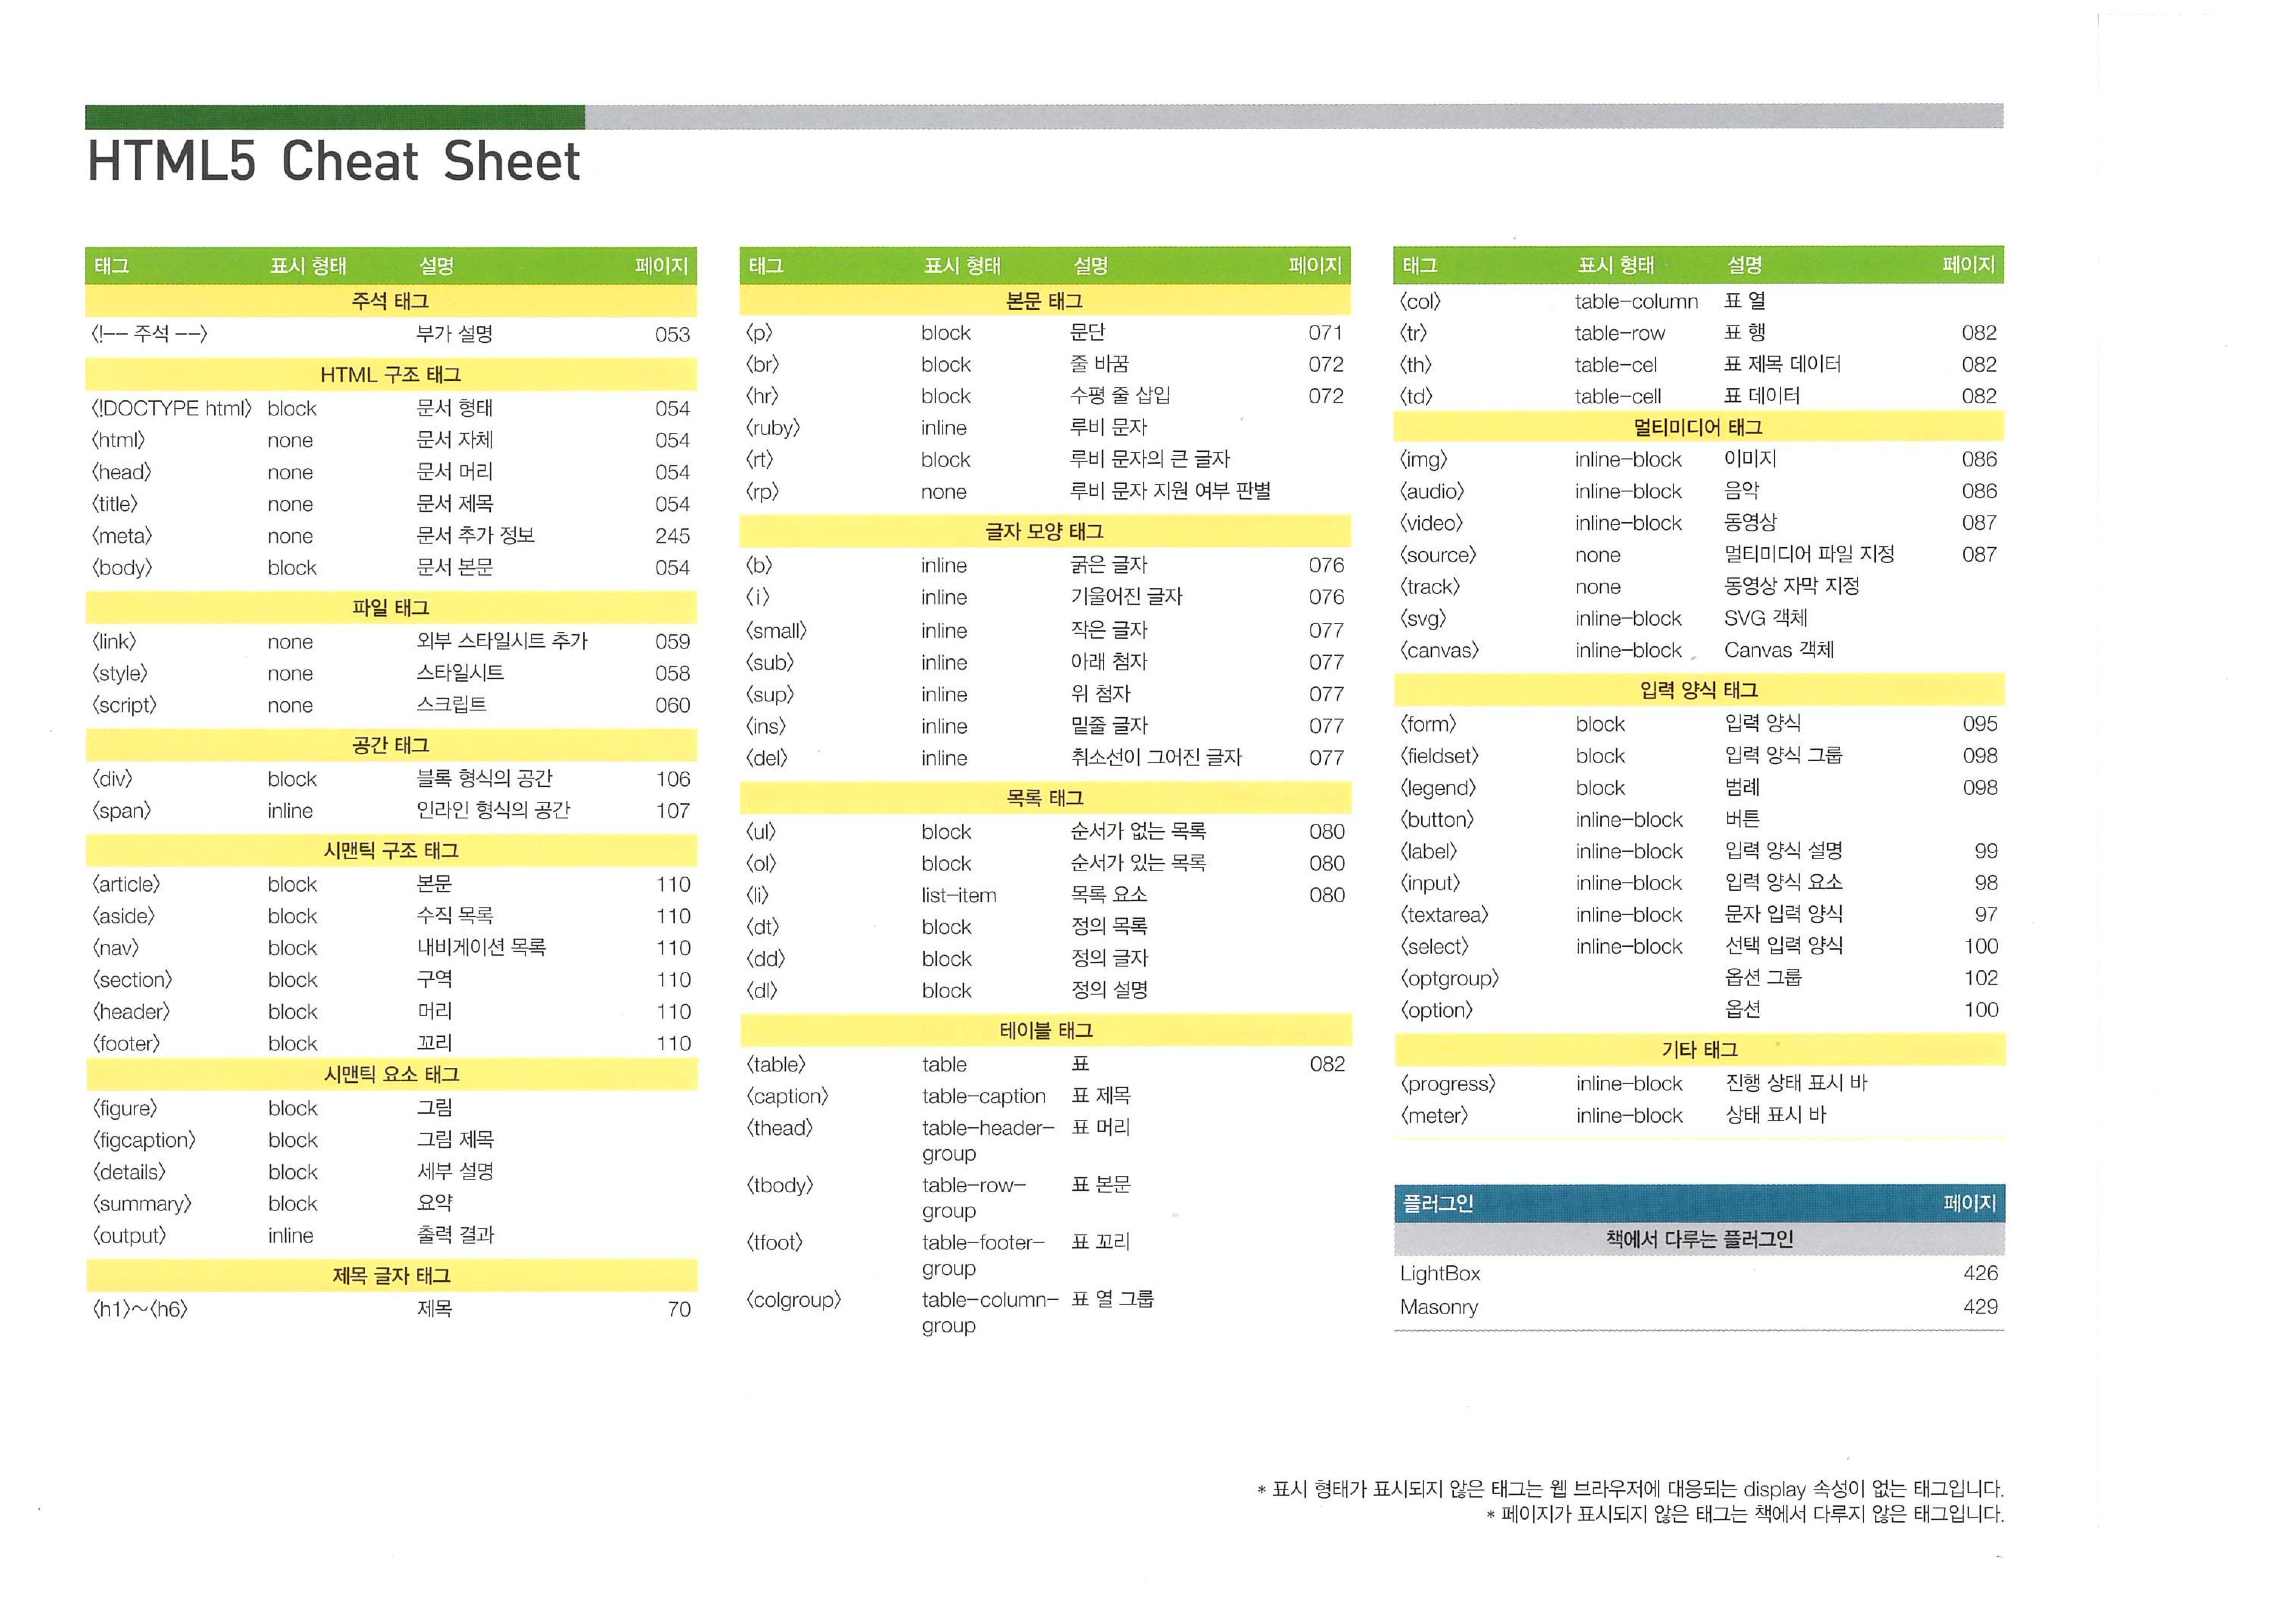 HTML5 Cheat Sheet
태그 표시 형태 설명 페이지
주석 태그
〈!-- 주석 --〉 부가 설명 053
HTML 구조 태그
〈!DOCTYPE html〉 block 문서 형태 054
〈html〉 none 문서 자체 054
〈head〉 none 문서 머리 054
〈title〉 none 문서 제목 054
〈meta〉 none 문서 추가 정보 245
〈body〉 block 문서 본문 054
파일 태그
〈link〉 none 외부 스타일시트 추가 059
〈style〉 none 스타일시트 058
〈script〉 none 스크립트 060
공간 태그
〈div〉 block 블록 형식의 공간 106
〈span〉 inline 인라인 형식의 공간 107
시맨틱 구조 태그
〈article〉 block 본문 110
〈aside〉 block 수직 목록 110
〈nav〉 block 내비게이션 목록 110
〈section〉 block 구역 110
〈header〉 block 머리 110
〈footer〉 block 꼬리 110
시맨틱 요소 태그
〈figure〉 block 그림
〈figcaption〉 block 그림 제목
〈details〉 block 세부 설명
〈summary〉 block 요약
〈output〉 inline 출력 결과
제목 글자 태그
〈h1〉~〈h6〉 제목 70
태그 표시 형태 설명 페이지
본문 태그
〈p〉 block 문단 071
〈br〉 block 줄 바꿈 072
〈hr〉 block 수평 줄 삽입 072
〈ruby〉 inline 루비 문자
〈rt〉 block 루비 문자의 큰 글자
〈rp〉 none 루비 문자 지원 여부 판별
글자 모양 태그
〈b〉 inline 굵은 글자 076
〈i〉 inline 기울어진 글자 076
〈small〉 inline 작은 글자 077
〈sub〉 inline 아래 첨자 077
〈sup〉 inline 위 첨자 077
〈ins〉 inline 밑줄 글자 077
〈del〉 inline 취소선이 그어진 글자 077
목록 태그
〈ul〉 block 순서가 없는 목록 080
〈ol〉 block 순서가 있는 목록 080
〈li〉 list-item 목록 요소 080
〈dt〉 block 정의 목록
〈dd〉 block 정의 글자
〈dl〉 block 정의 설명
테이블 태그
〈table〉 table 표 082
〈caption〉 table-caption 표 제목
〈thead〉 table-header- 표 머리
group
〈tbody〉 table-row- 표 본문
group
〈tfoot〉 table-footer- 표 꼬리
group
〈colgroup〉 table-column- 표 열 그룹
group
태그 표시 형태 설명 페이지
〈col〉 table-column 표 열
〈tr〉 table-row 표 행 082
〈th〉 table-cel 표 제목 데이터 082
〈td〉 table-cell 표 데이터 082
멀티미디어 태그
〈img〉 inline-block 이미지 086
〈audio〉 inline-block 음악 086
〈video〉 inline-block 동영상 087
〈source〉 none 멀티미디어 파일 지정 087
〈track〉 none 동영상 자막 지정
〈svg〉 inline-block SVG 객체
〈canvas〉 inline-block Canvas 객체
입력 양식 태그
〈form〉 block 입력 양식 095
〈fieldset〉 block 입력 양식 그룹 098
〈legend〉 block 범례 098
〈button〉 inline-block 버튼
〈label〉 inline-block 입력 양식 설명 99
〈input〉 inline-block 입력 양식 요소 98
〈textarea〉 inline-block 문자 입력 양식 97
〈select〉 inline-block 선택 입력 양식 100
〈optgroup〉 옵션 그룹 102
〈option〉 옵션 100
기타 태그
〈progress〉 inline-block 진행 상태 표시 바
〈meter〉 inline-block 상태 표시 바
플러그인 페이지
책에서 다루는 플러그인
LightBox 426
Masonry 429
* 표시 형태가 표시되지 않은 태그는 웹 브라우저에 대응되는 display 속성이 없는 태그입니다.
* 페이지가 표시되지 않은 태그는 책에서 다루지 않은 태그입니다.